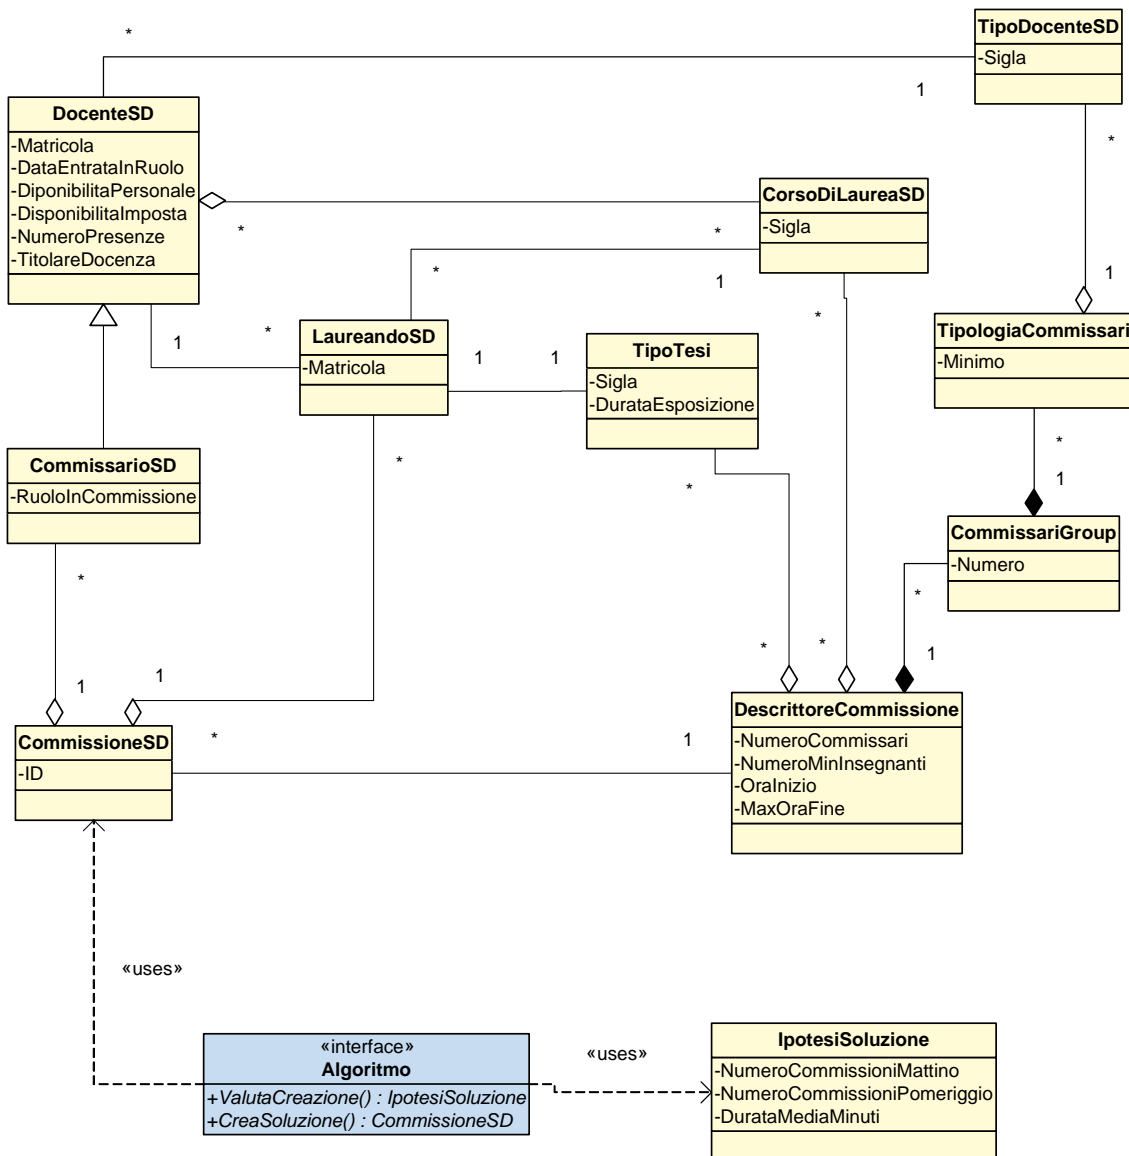 *
TipoDocenteSD
-Sigla
1
*
DocenteSD
-Matricola
-DataEntrataInRuolo
-DiponibilitaPersonale
-DisponibilitaImposta
-NumeroPresenze
-TitolareDocenza
*
CorsoDiLaureaSD
-Sigla
*
*
1
*
1
TipologiaCommissari
-Minimo
1
*
LaureandoSD
-Matricola
1
1
TipoTesi
-Sigla
-DurataEsposizione
*
*
*
1
CommissarioSD
-RuoloInCommissione
*
CommissariGroup
-Numero
*
1
*
*
1
1
CommissioneSD
-ID
*
1
DescrittoreCommissione
-NumeroCommissari
-NumeroMinInsegnanti
-OraInizio
-MaxOraFine
«uses»
«interface»
Algoritmo
+ValutaCreazione() : IpotesiSoluzione
+CreaSoluzione() : CommissioneSD
«uses»
IpotesiSoluzione
-NumeroCommissioniMattino
-NumeroCommissioniPomeriggio
-DurataMediaMinuti